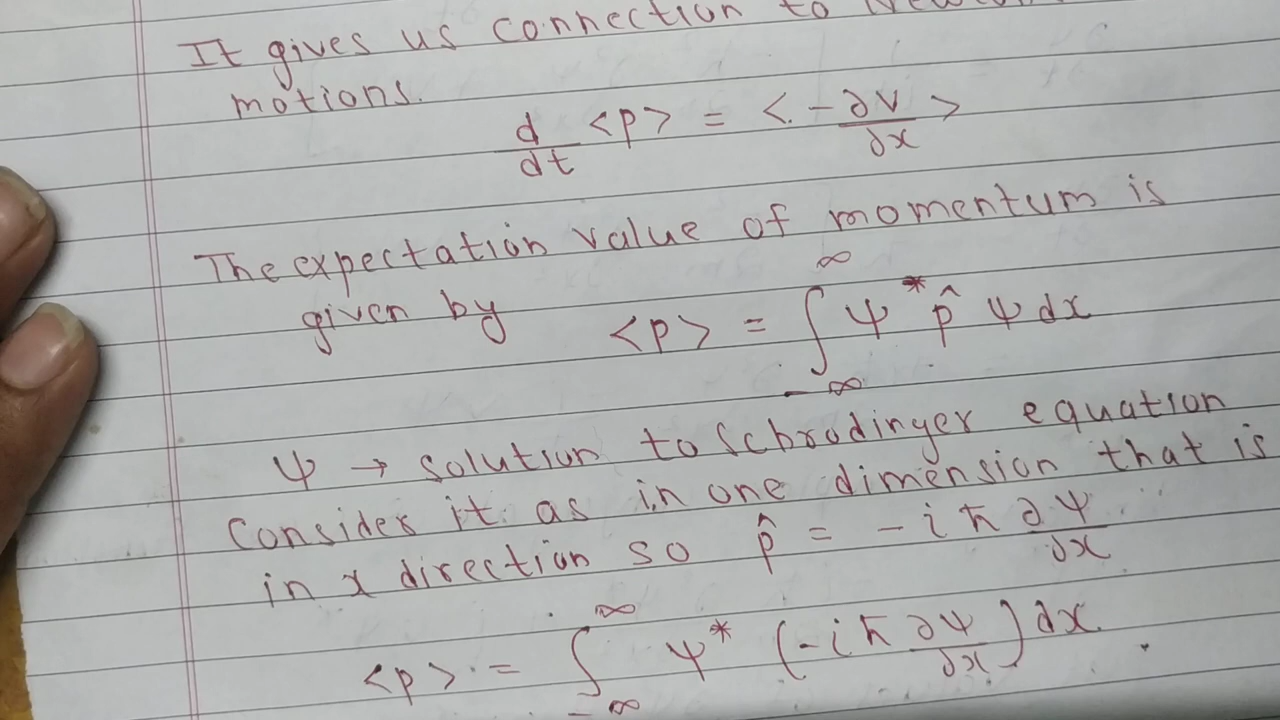 It gives us connection to
motions.
d/dt <p> = <-∂V/∂x>
The expectation value of momentum is
given by <p> = ∫_{-∞}^{∞} ψ* p̂ ψ dx
ψ → solution to Schrodinger equation
Consider it as in one dimension that is
in x direction so p̂ = -iħ ∂ψ/∂x
<p> = ∫_{-∞}^{∞} ψ* (-iħ ∂ψ/∂x) dx